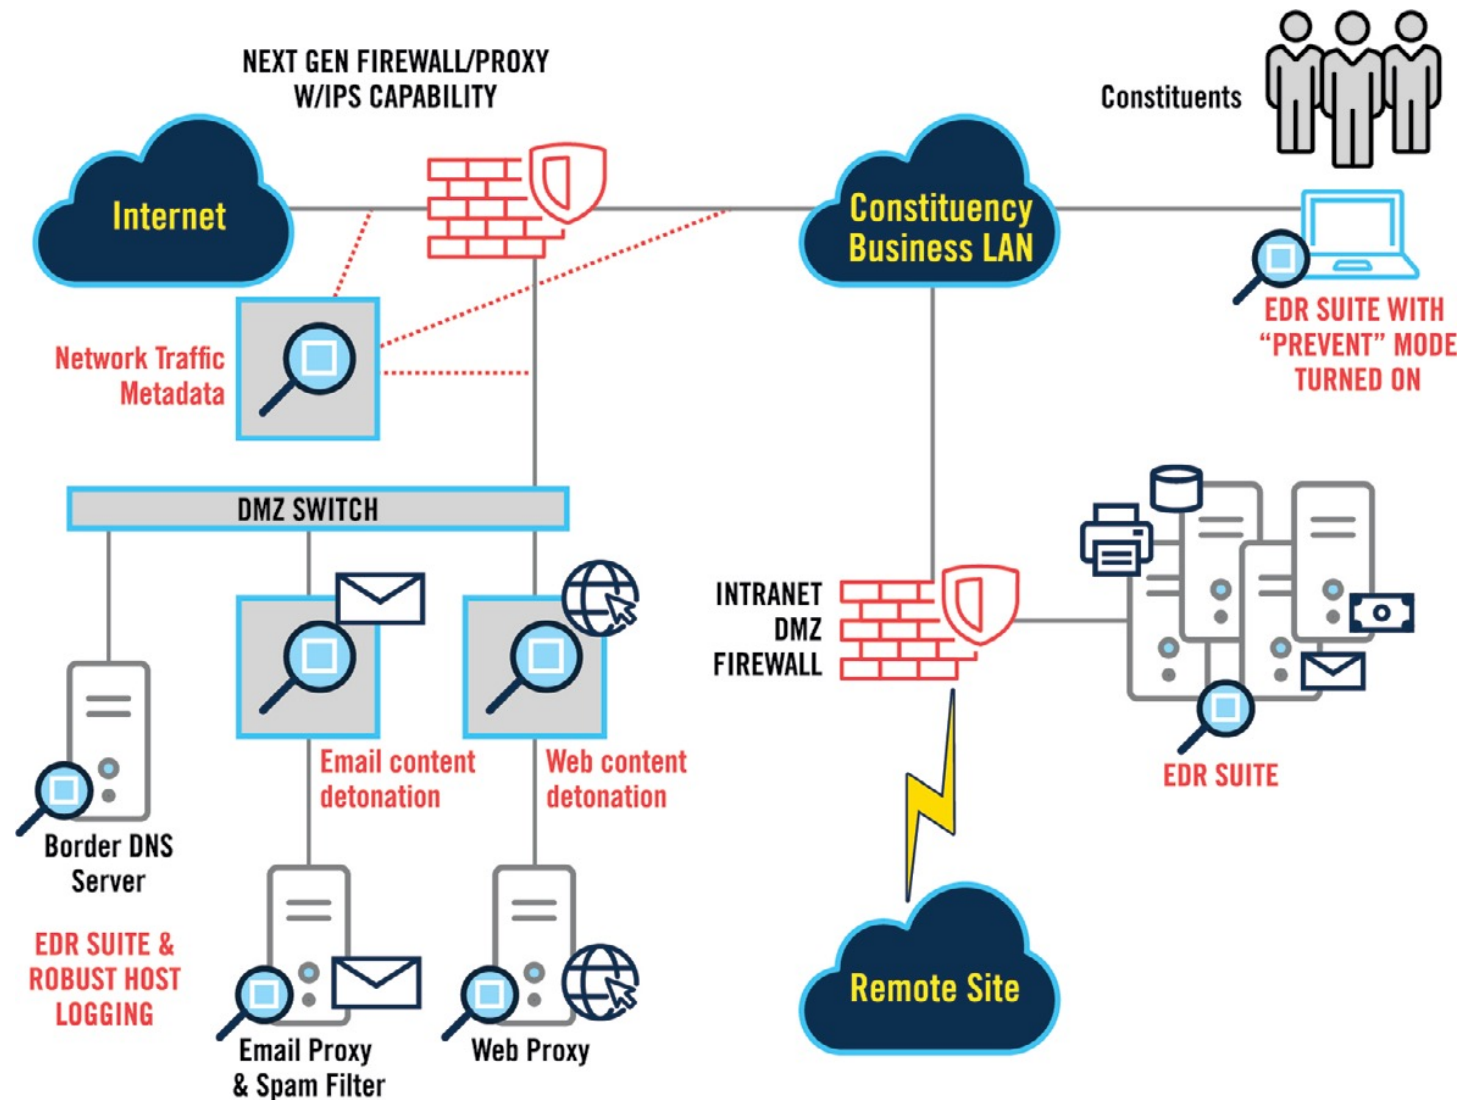 NEXT GEN FIREWALL/PROXY
W/IPS CAPABILITY
Constituents
Internet
Constituency
Business LAN
EDR SUITE WITH
“PREVENT” MODE
TURNED ON
Network Traffic
Metadata
DMZ SWITCH
INTRANET
DMZ
FIREWALL
Email content
detonation
Web content
detonation
EDR SUITE
Border DNS
Server
EDR SUITE &
ROBUST HOST
LOGGING
Email Proxy
& Spam Filter
Web Proxy
Remote Site